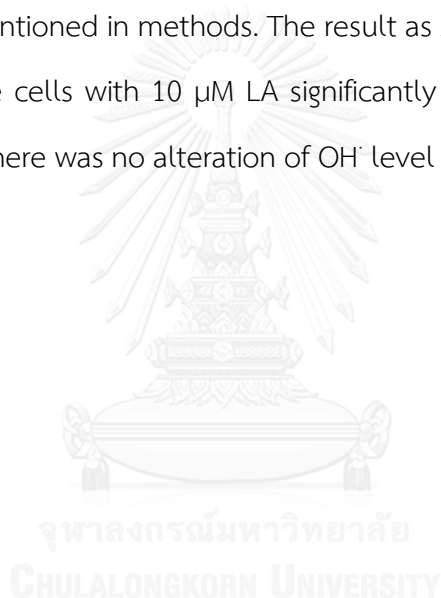 ntioned in methods. The result as
cells with 10 µM LA significantly
here was no alteration of OH˙ level
จุฬาลงกรณ์มหาวิทยาลัย
CHULALONGKORN UNIVERSITY